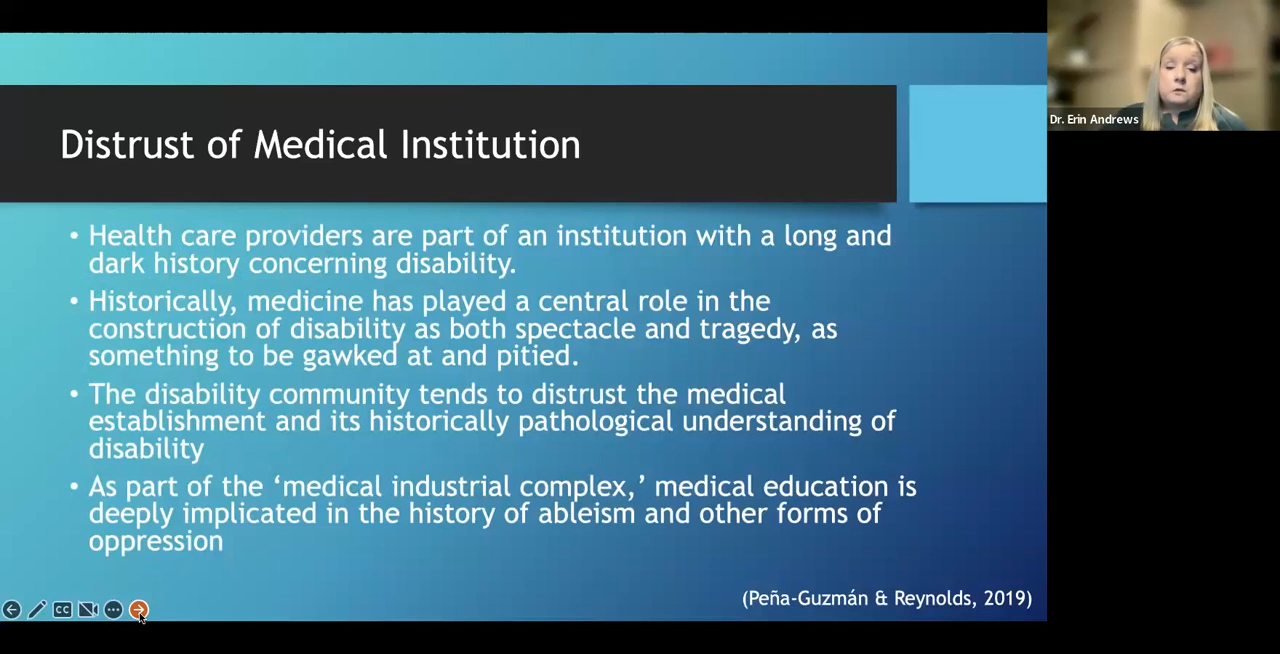 Distrust of Medical Institution
Dr. Erin Andrews
• Health care providers are part of an institution with a long and
dark history concerning disability.
• Historically, medicine has played a central role in the
construction of disability as both spectacle and tragedy, as
something to be gawked at and pitied.
• The disability community tends to distrust the medical
establishment and its historically pathological understanding of
disability
• As part of the ‘medical industrial complex,’ medical education is
deeply implicated in the history of ableism and other forms of
oppression
(Peña-Guzmán & Reynolds, 2019)
CC